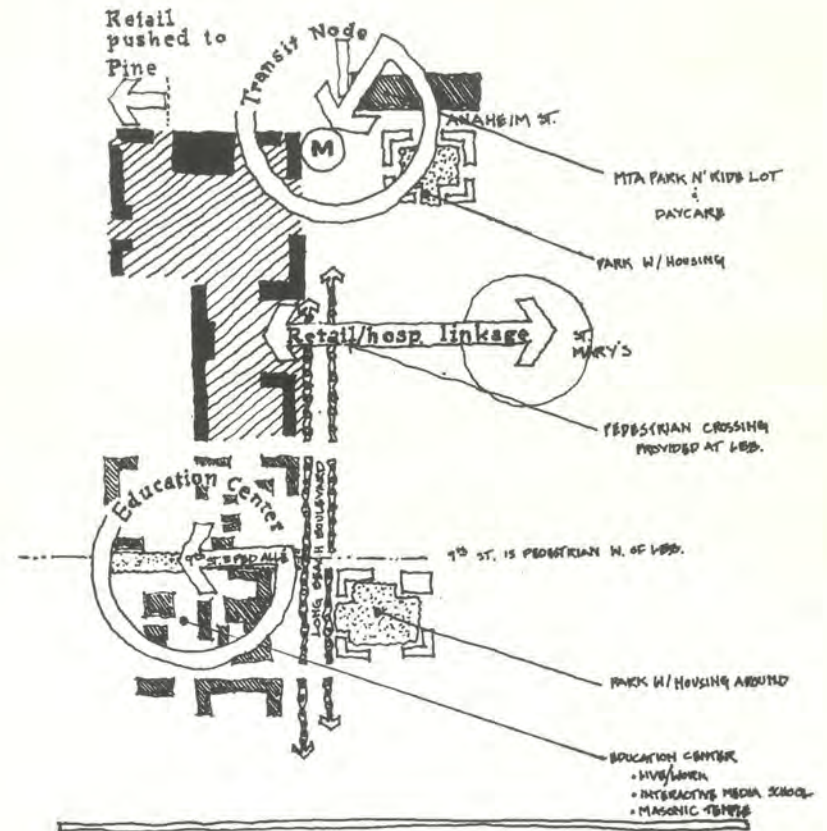 Retail
pushed to
Pine
Transit Node
M
ANAHEIM ST.
MTA PARK N' RIDE LOT
&
DAYCARE
PARK W/ HOUSING
Retail/hosp linkage
ST.
MARY'S
PEDESTRIAN CROSSING
PROVIDED AT LBB.
Education Center
LONG BEACH BOULEVARD
9TH ST.
9TH ST. IS PEDESTRIAN W. OF LBB.
PARK W/ HOUSING AROUND
EDUCATION CENTER
• LIVE/WORK
• INTERACTIVE MEDIA SCHOOL
• MASONIC TEMPLE